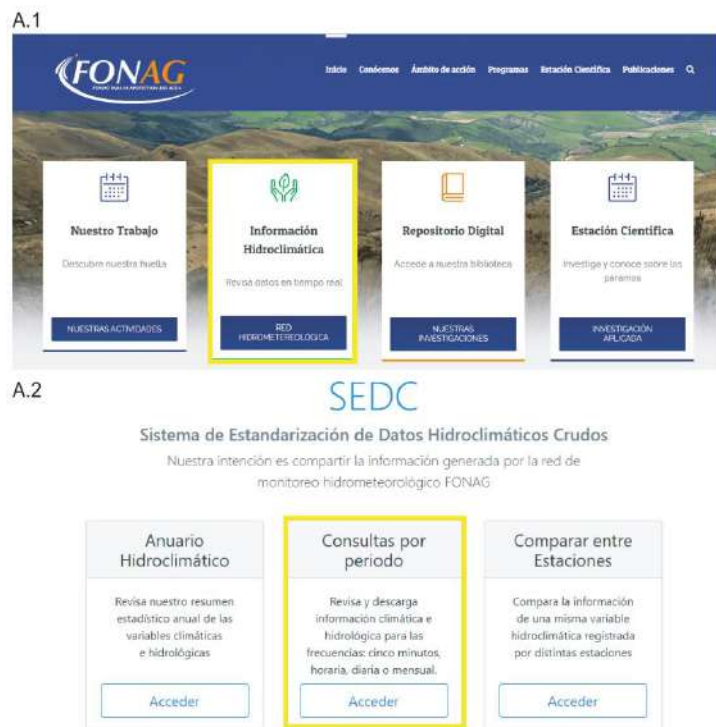 A.1
FONAG
FONDO PARA LA PROTECCIÓN DEL AGUA
Inicio Conócenos Ámbito de acción Programas Estación Científica Publicaciones
Nuestro Trabajo
Descubre nuestra huella
NUESTRAS ACTIVIDADES
Información
Hidroclimática
Revisa datos en tiempo real
RED
HIDROMETEREOLOGICA
Repositorio Digital
Accede a nuestra biblioteca
NUESTRAS
INVESTIGACIONES
Estación Científica
Investiga y conoce sobre los
páramos
INVESTIGACIÓN
APLICADA
A.2
SEDC
Sistema de Estandarización de Datos Hidroclimáticos Crudos
Nuestra intención es compartir la información generada por la red de
monitoreo hidrometeorológico FONAG
Anuario
Hidroclimático
Revisa nuestro resumen
estadístico anual de las
variables climáticas
e hidrológicas
Acceder
Consultas por
periodo
Revisa y descarga
información climática e
hidrológica para las
frecuencias: cinco minutos,
horaria, diaria o mensual.
Acceder
Comparar entre
Estaciones
Compara la información
de una misma variable
hidroclimática registrada
por distintas estaciones
Acceder